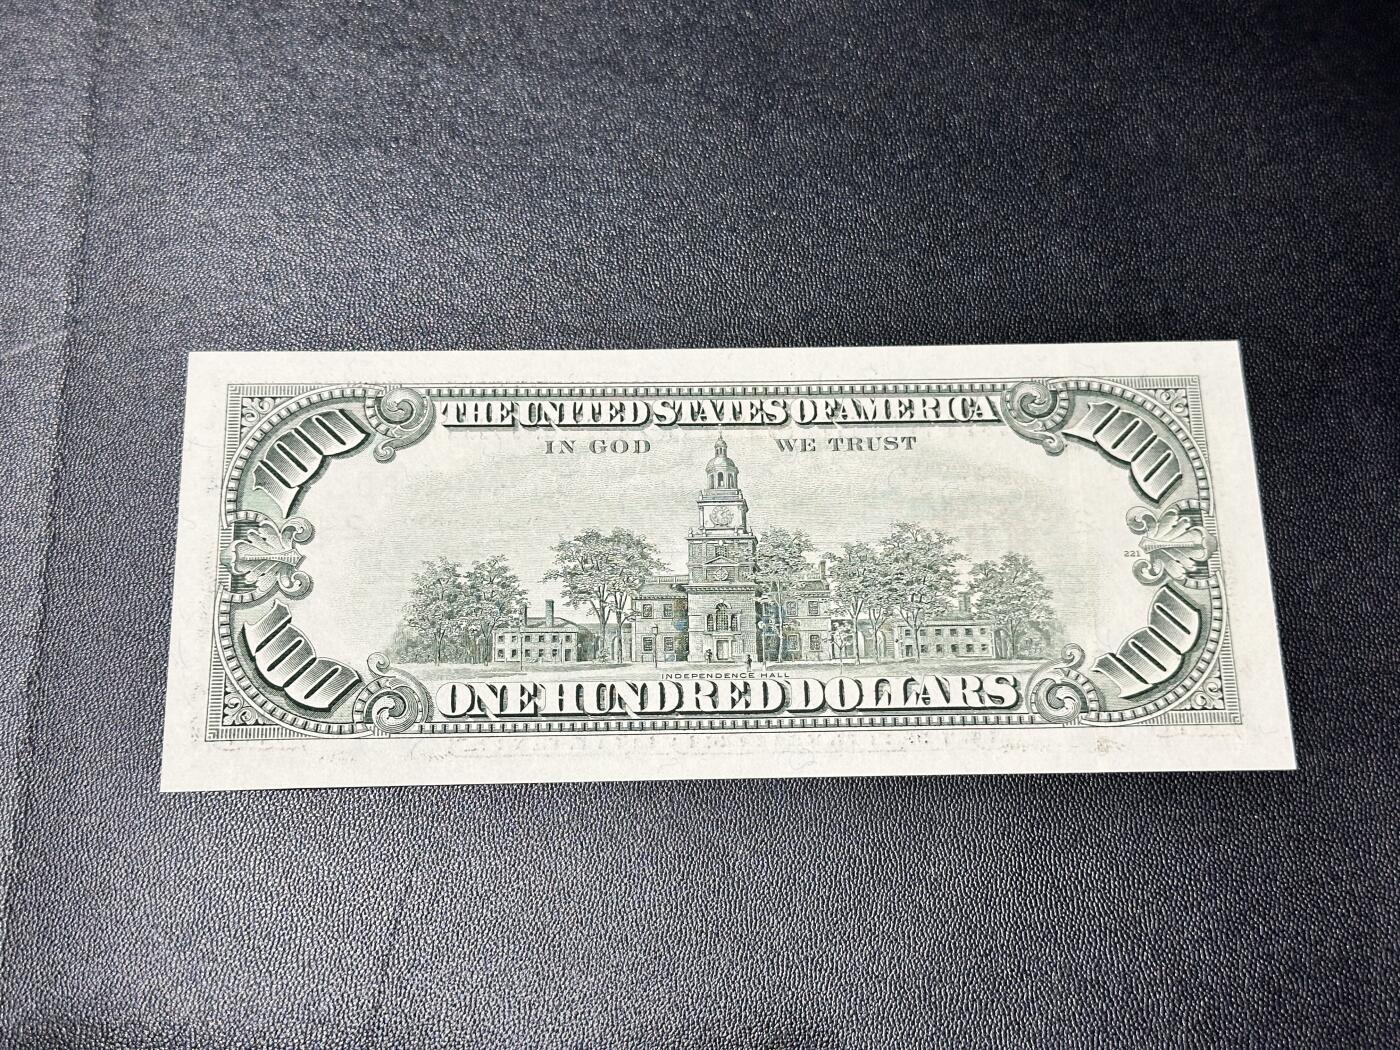 THE UNITED STATES OF AMERICA
IN GOD WE TRUST
100
100
221
100
100
INDEPENDENCE HALL
ONE HUNDRED DOLLARS